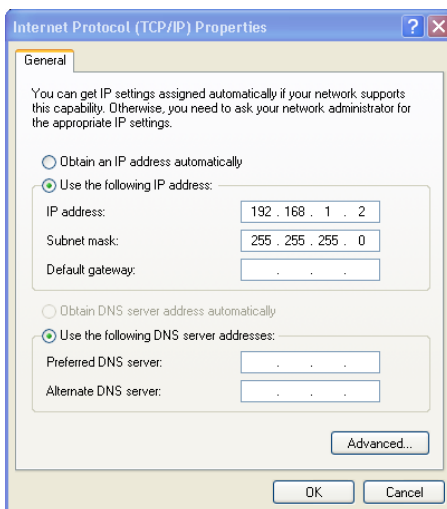 Internet Protocol (TCP/IP) Properties
General
You can get IP settings assigned automatically if your network supports
this capability. Otherwise, you need to ask your network administrator for
the appropriate IP settings.
Obtain an IP address automatically
Use the following IP address:
IP address: 192 . 168 . 1 . 2
Subnet mask: 255 . 255 . 255 . 0
Default gateway: . . .
Obtain DNS server address automatically
Use the following DNS server addresses:
Preferred DNS server: . . .
Alternate DNS server: . . .
Advanced...
OK Cancel